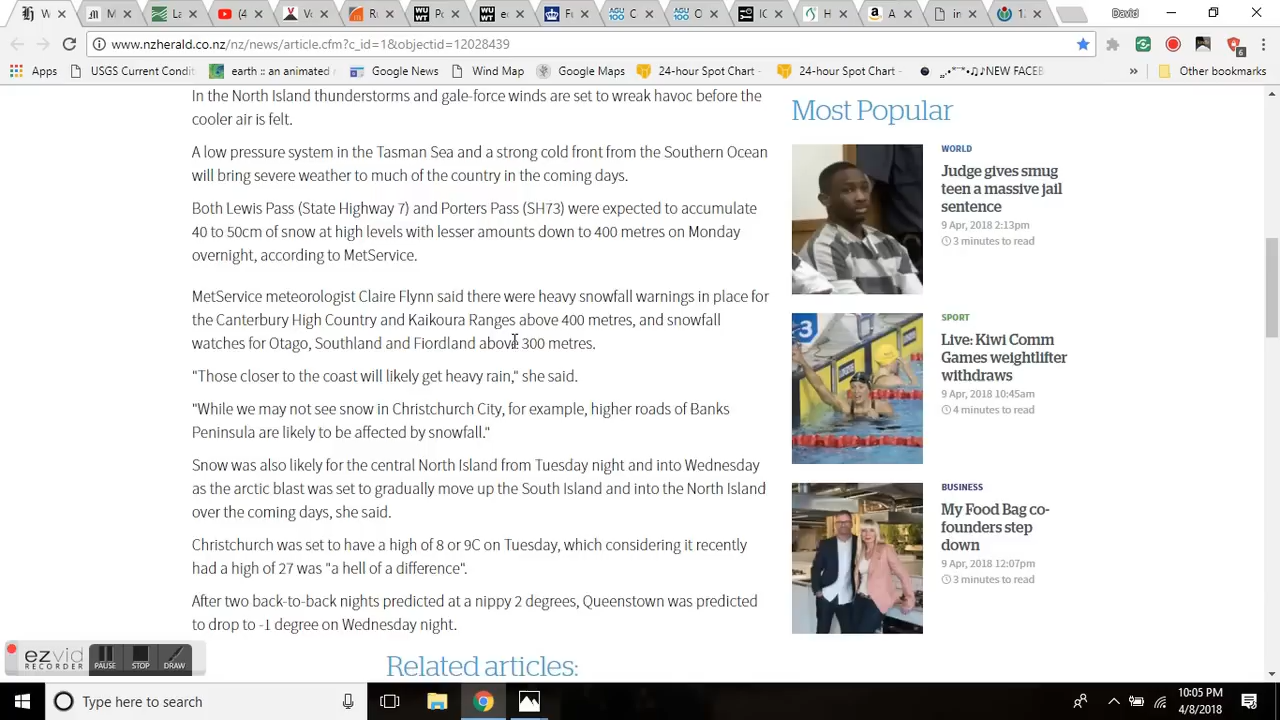 W
M
La
(4
V
R
P
e
Fi
C
O
IC
H
A
in
1
David
www.nzherald.co.nz/nz/news/article.cfm?c_id=1&objectid=12028439
6
Apps
USGS Current Condit
earth :: an animated
Google News
Wind Map
Google Maps
24-hour Spot Chart -
24-hour Spot Chart -
NEW FACEB
»
Other bookmarks
In the North Island thunderstorms and gale-force winds are set to wreak havoc before the
cooler air is felt.
A low pressure system in the Tasman Sea and a strong cold front from the Southern Ocean
will bring severe weather to much of the country in the coming days.
Both Lewis Pass (State Highway 7) and Porters Pass (SH73) were expected to accumulate
40 to 50cm of snow at high levels with lesser amounts down to 400 metres on Monday
overnight, according to MetService.
MetService meteorologist Claire Flynn said there were heavy snowfall warnings in place for
the Canterbury High Country and Kaikoura Ranges above 400 metres, and snowfall
watches for Otago, Southland and Fiordland above 300 metres.
"Those closer to the coast will likely get heavy rain," she said.
"While we may not see snow in Christchurch City, for example, higher roads of Banks
Peninsula are likely to be affected by snowfall."
Snow was also likely for the central North Island from Tuesday night and into Wednesday
as the arctic blast was set to gradually move up the South Island and into the North Island
over the coming days, she said.
Christchurch was set to have a high of 8 or 9C on Tuesday, which considering it recently
had a high of 27 was "a hell of a difference".
After two back-to-back nights predicted at a nippy 2 degrees, Queenstown was predicted
to drop to -1 degree on Wednesday night.
Related articles:
Most Popular
WORLD
Judge gives smug
teen a massive jail
sentence
9 Apr, 2018 2:13pm
3 minutes to read
SPORT
Live: Kiwi Comm
Games weightlifter
withdraws
9 Apr, 2018 10:45am
4 minutes to read
BUSINESS
My Food Bag co-
founders step
down
9 Apr, 2018 12:07pm
3 minutes to read
ezvid
RECORDER
PAUSE
STOP
DRAW
Type here to search
10:05 PM
4/8/2018